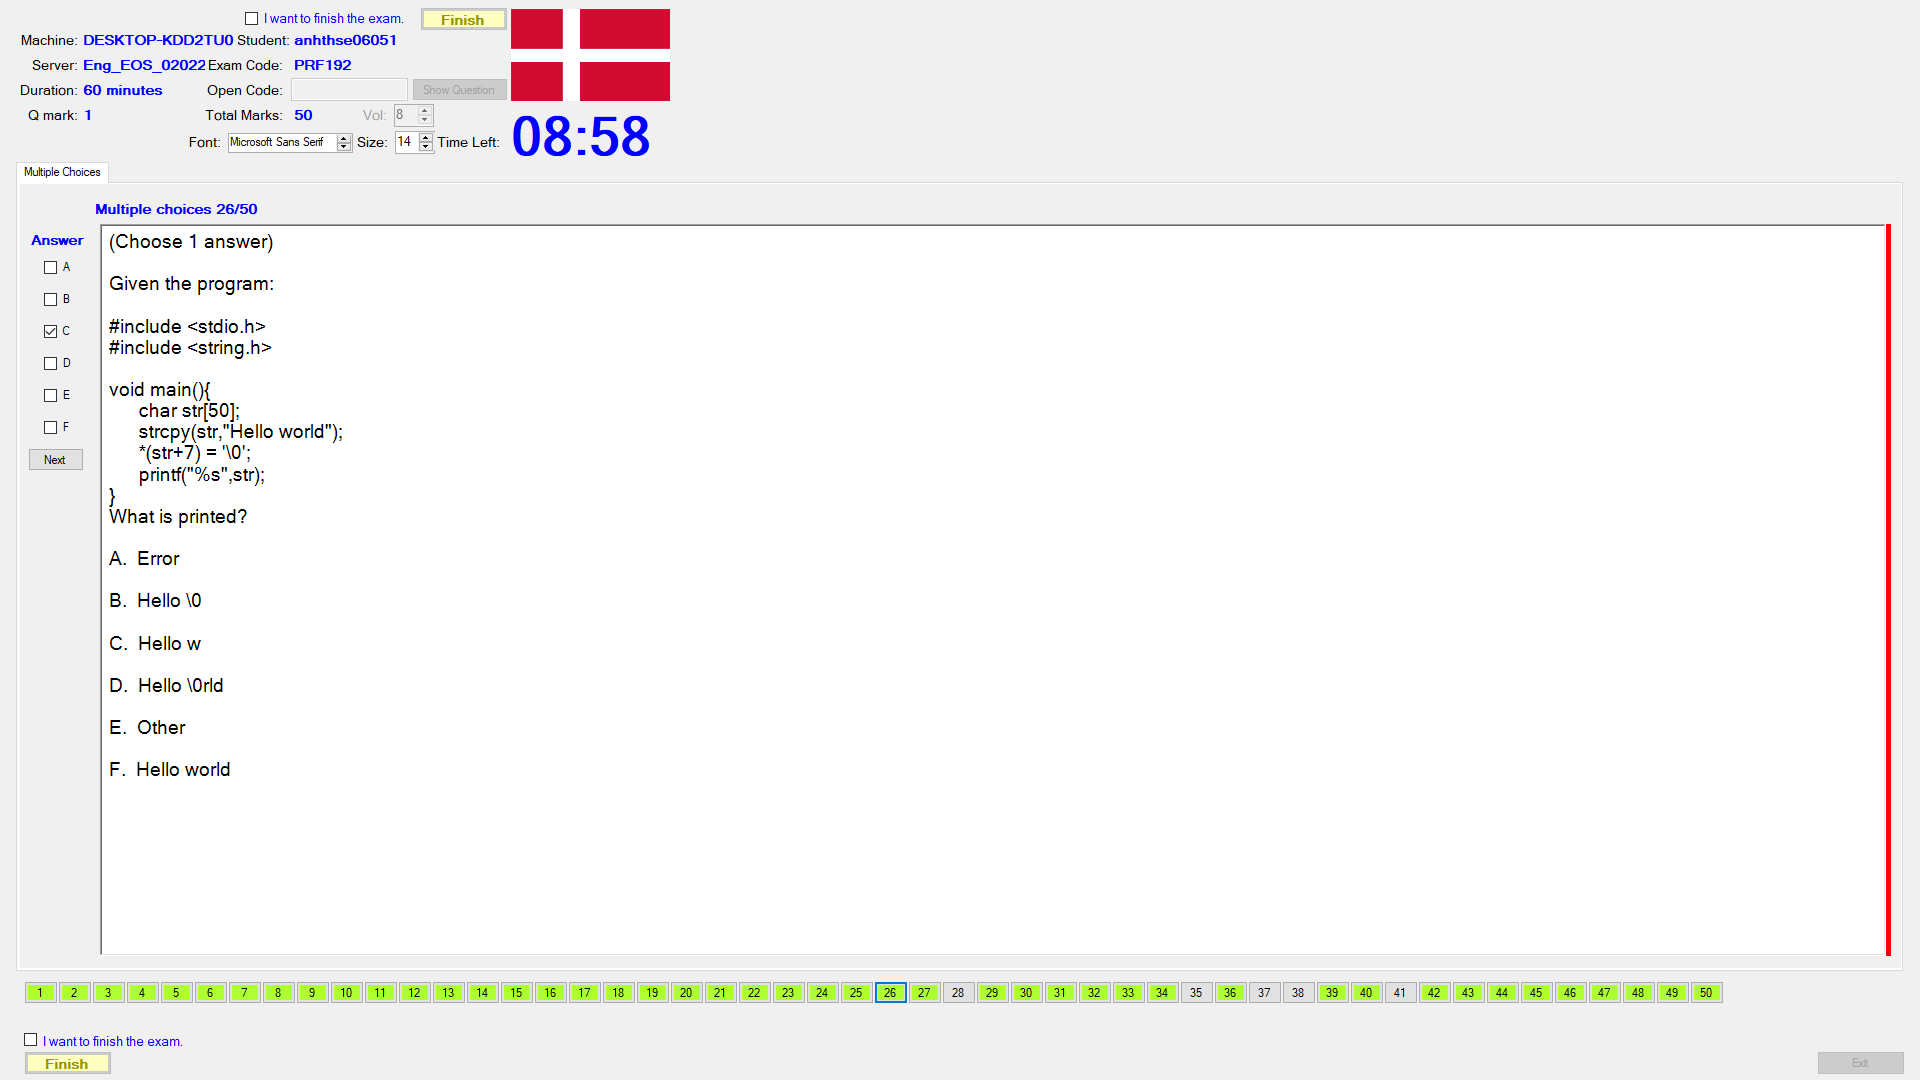 I want to finish the exam.
Finish
Machine: DESKTOP-KDD2TU0 Student: anhthse06051
Server: Eng_EOS_02022 Exam Code: PRF192
Duration: 60 minutes Open Code: Show Question
Q mark: 1 Total Marks: 50 Vol: 8
Font: Microsoft Sans Serif Size: 14 Time Left: 08:58
Multiple Choices
Multiple choices 26/50
Answer
A
B
C
D
E
F
Next
(Choose 1 answer)
Given the program:
#include <stdio.h>
#include <string.h>
void main(){
char str[50];
strcpy(str,"Hello world");
*(str+7) = '\0';
printf("%s",str);
}
What is printed?
A. Error
B. Hello \0
C. Hello w
D. Hello \0rld
E. Other
F. Hello world
1 2 3 4 5 6 7 8 9 10 11 12 13 14 15 16 17 18 19 20 21 22 23 24 25 26 27 28 29 30 31 32 33 34 35 36 37 38 39 40 41 42 43 44 45 46 47 48 49 50
I want to finish the exam.
Finish
Exit